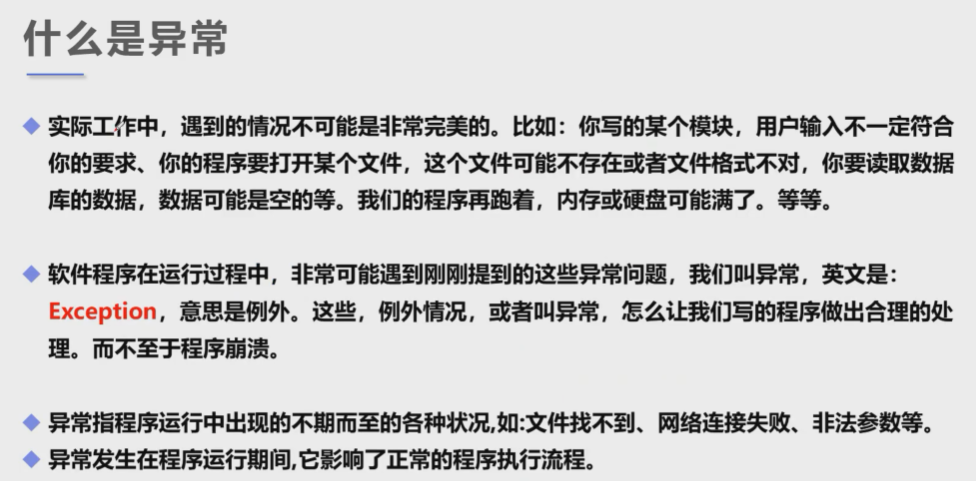 什么是异常
实际工作中，遇到的情况不可能是非常完美的。比如：你写的某个模块，用户输入不一定符合
你的要求、你的程序要打开某个文件，这个文件可能不存在或者文件格式不对，你要读取数据
库的数据，数据可能是空的等。我们的程序再跑着，内存或硬盘可能满了。等等。
软件程序在运行过程中，非常可能遇到刚刚提到的这些异常问题，我们叫异常，英文是：
Exception，意思是例外。这些，例外情况，或者叫异常，怎么让我们写的程序做出合理的处
理。而不至于程序崩溃。
异常指程序运行中出现的不期而至的各种状况,如:文件找不到、网络连接失败、非法参数等。
异常发生在程序运行期间,它影响了正常的程序执行流程。